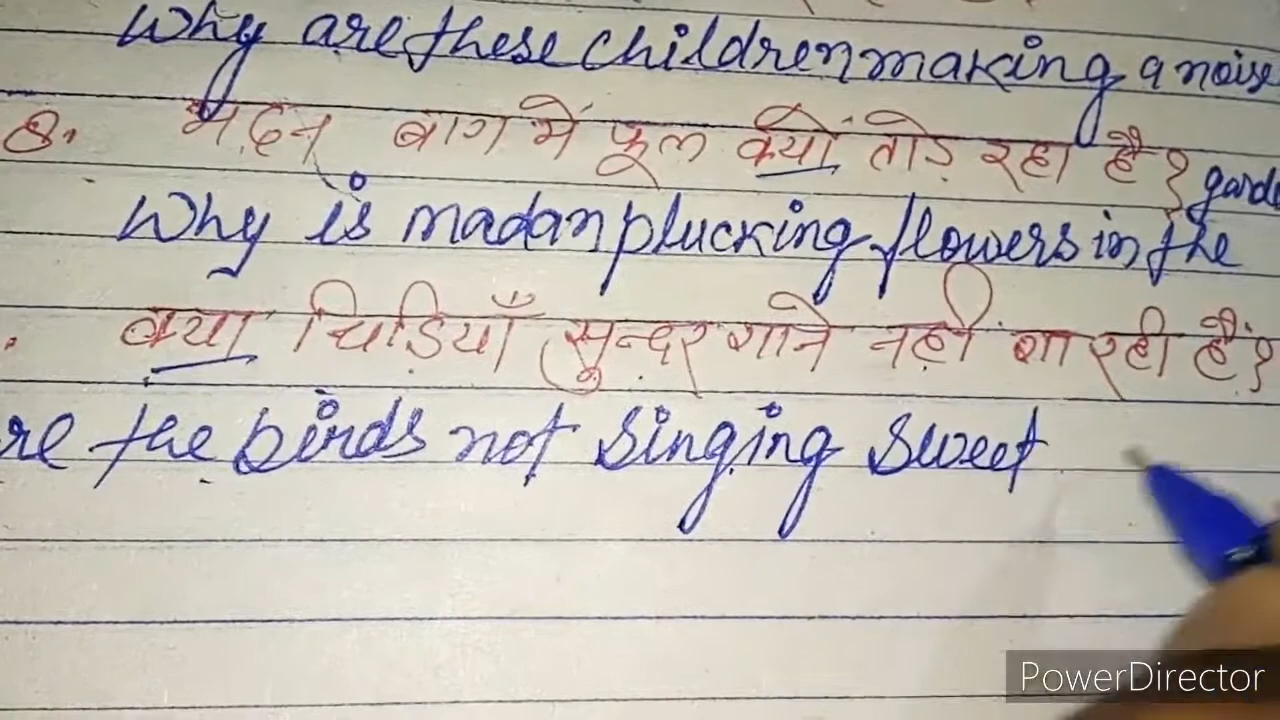 Why are these children making a noise
8. मदन बाग में फूल क्यों तोड़ रहा है?
garde
Why is madan plucking flowers in the
. क्या चिड़ियाँ सुन्दर गाने नहीं गा रही हैं?
re the birds not singing sweet
PowerDirector